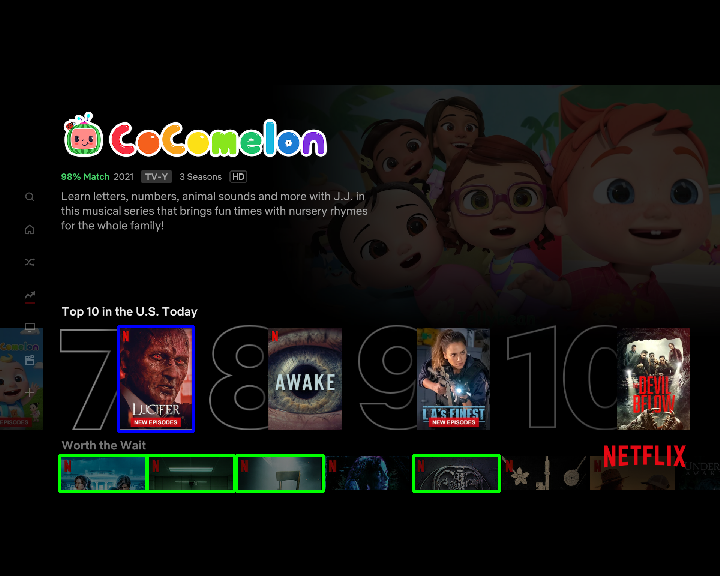 CoComelon
98% Match 2021 TV-Y 3 Seasons HD
Learn letters, numbers, animal sounds and more with J.J. in
this musical series that brings fun times with nursery rhymes
for the whole family!
Top 10 in the U.S. Today
7 8 9 10
N LUCIFER
NEW EPISODES
N AWAKE
N L.A.'S FINEST
NEW EPISODES
DEVIL BELOW
EPISODES
Worth the Wait
NETFLIX
N N N N N N N